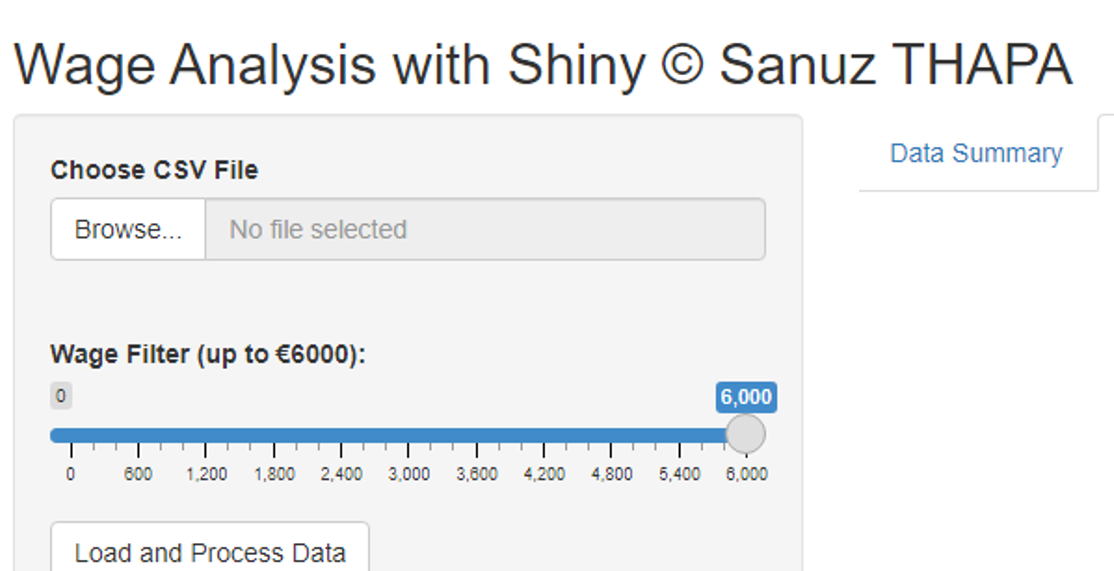 Wage Analysis with Shiny © Sanuz THAPA
Choose CSV File
Browse... No file selected
Data Summary
Wage Filter (up to €6000):
0 6,000
0 600 1,200 1,800 2,400 3,000 3,600 4,200 4,800 5,400 6,000
Load and Process Data